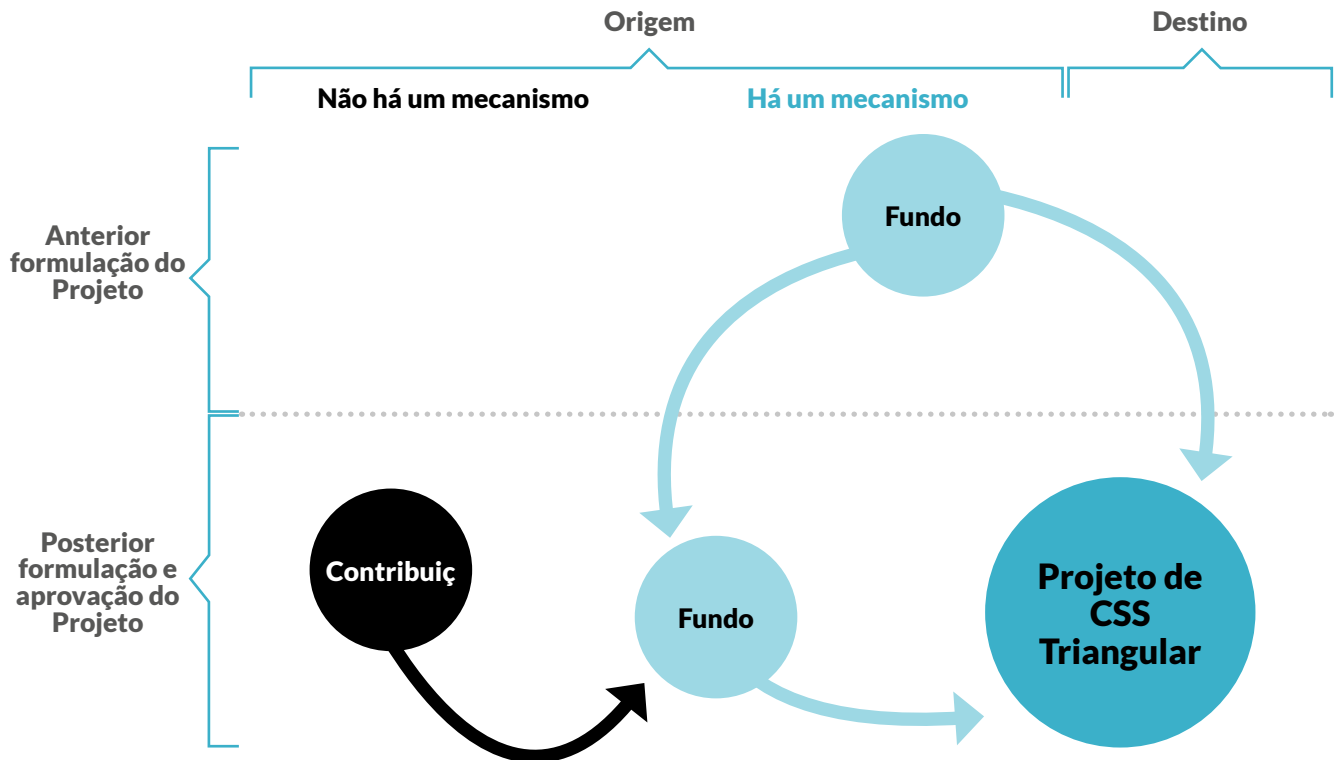 Origem
Destino
Não há um mecanismo
Há um mecanismo
Anterior
formulação do
Projeto
Fundo
Posterior
formulação e
aprovação do
Projeto
Contribuiç
Fundo
Projeto de
CSS
Triangular